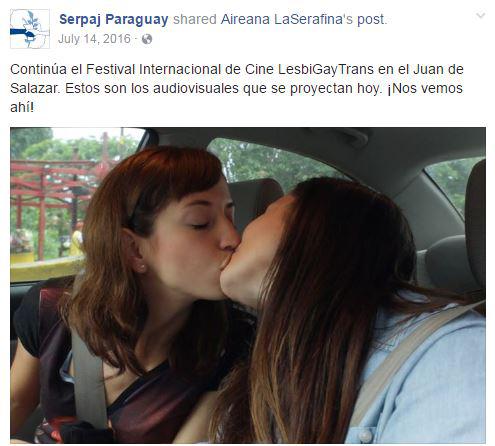 Serpaj Paraguay shared Aireana LaSerafina's post.
July 14, 2016 ·
Continúa el Festival Internacional de Cine LesbiGayTrans en el Juan de
Salazar. Estos son los audiovisuales que se proyectan hoy. ¡Nos vemos
ahí!